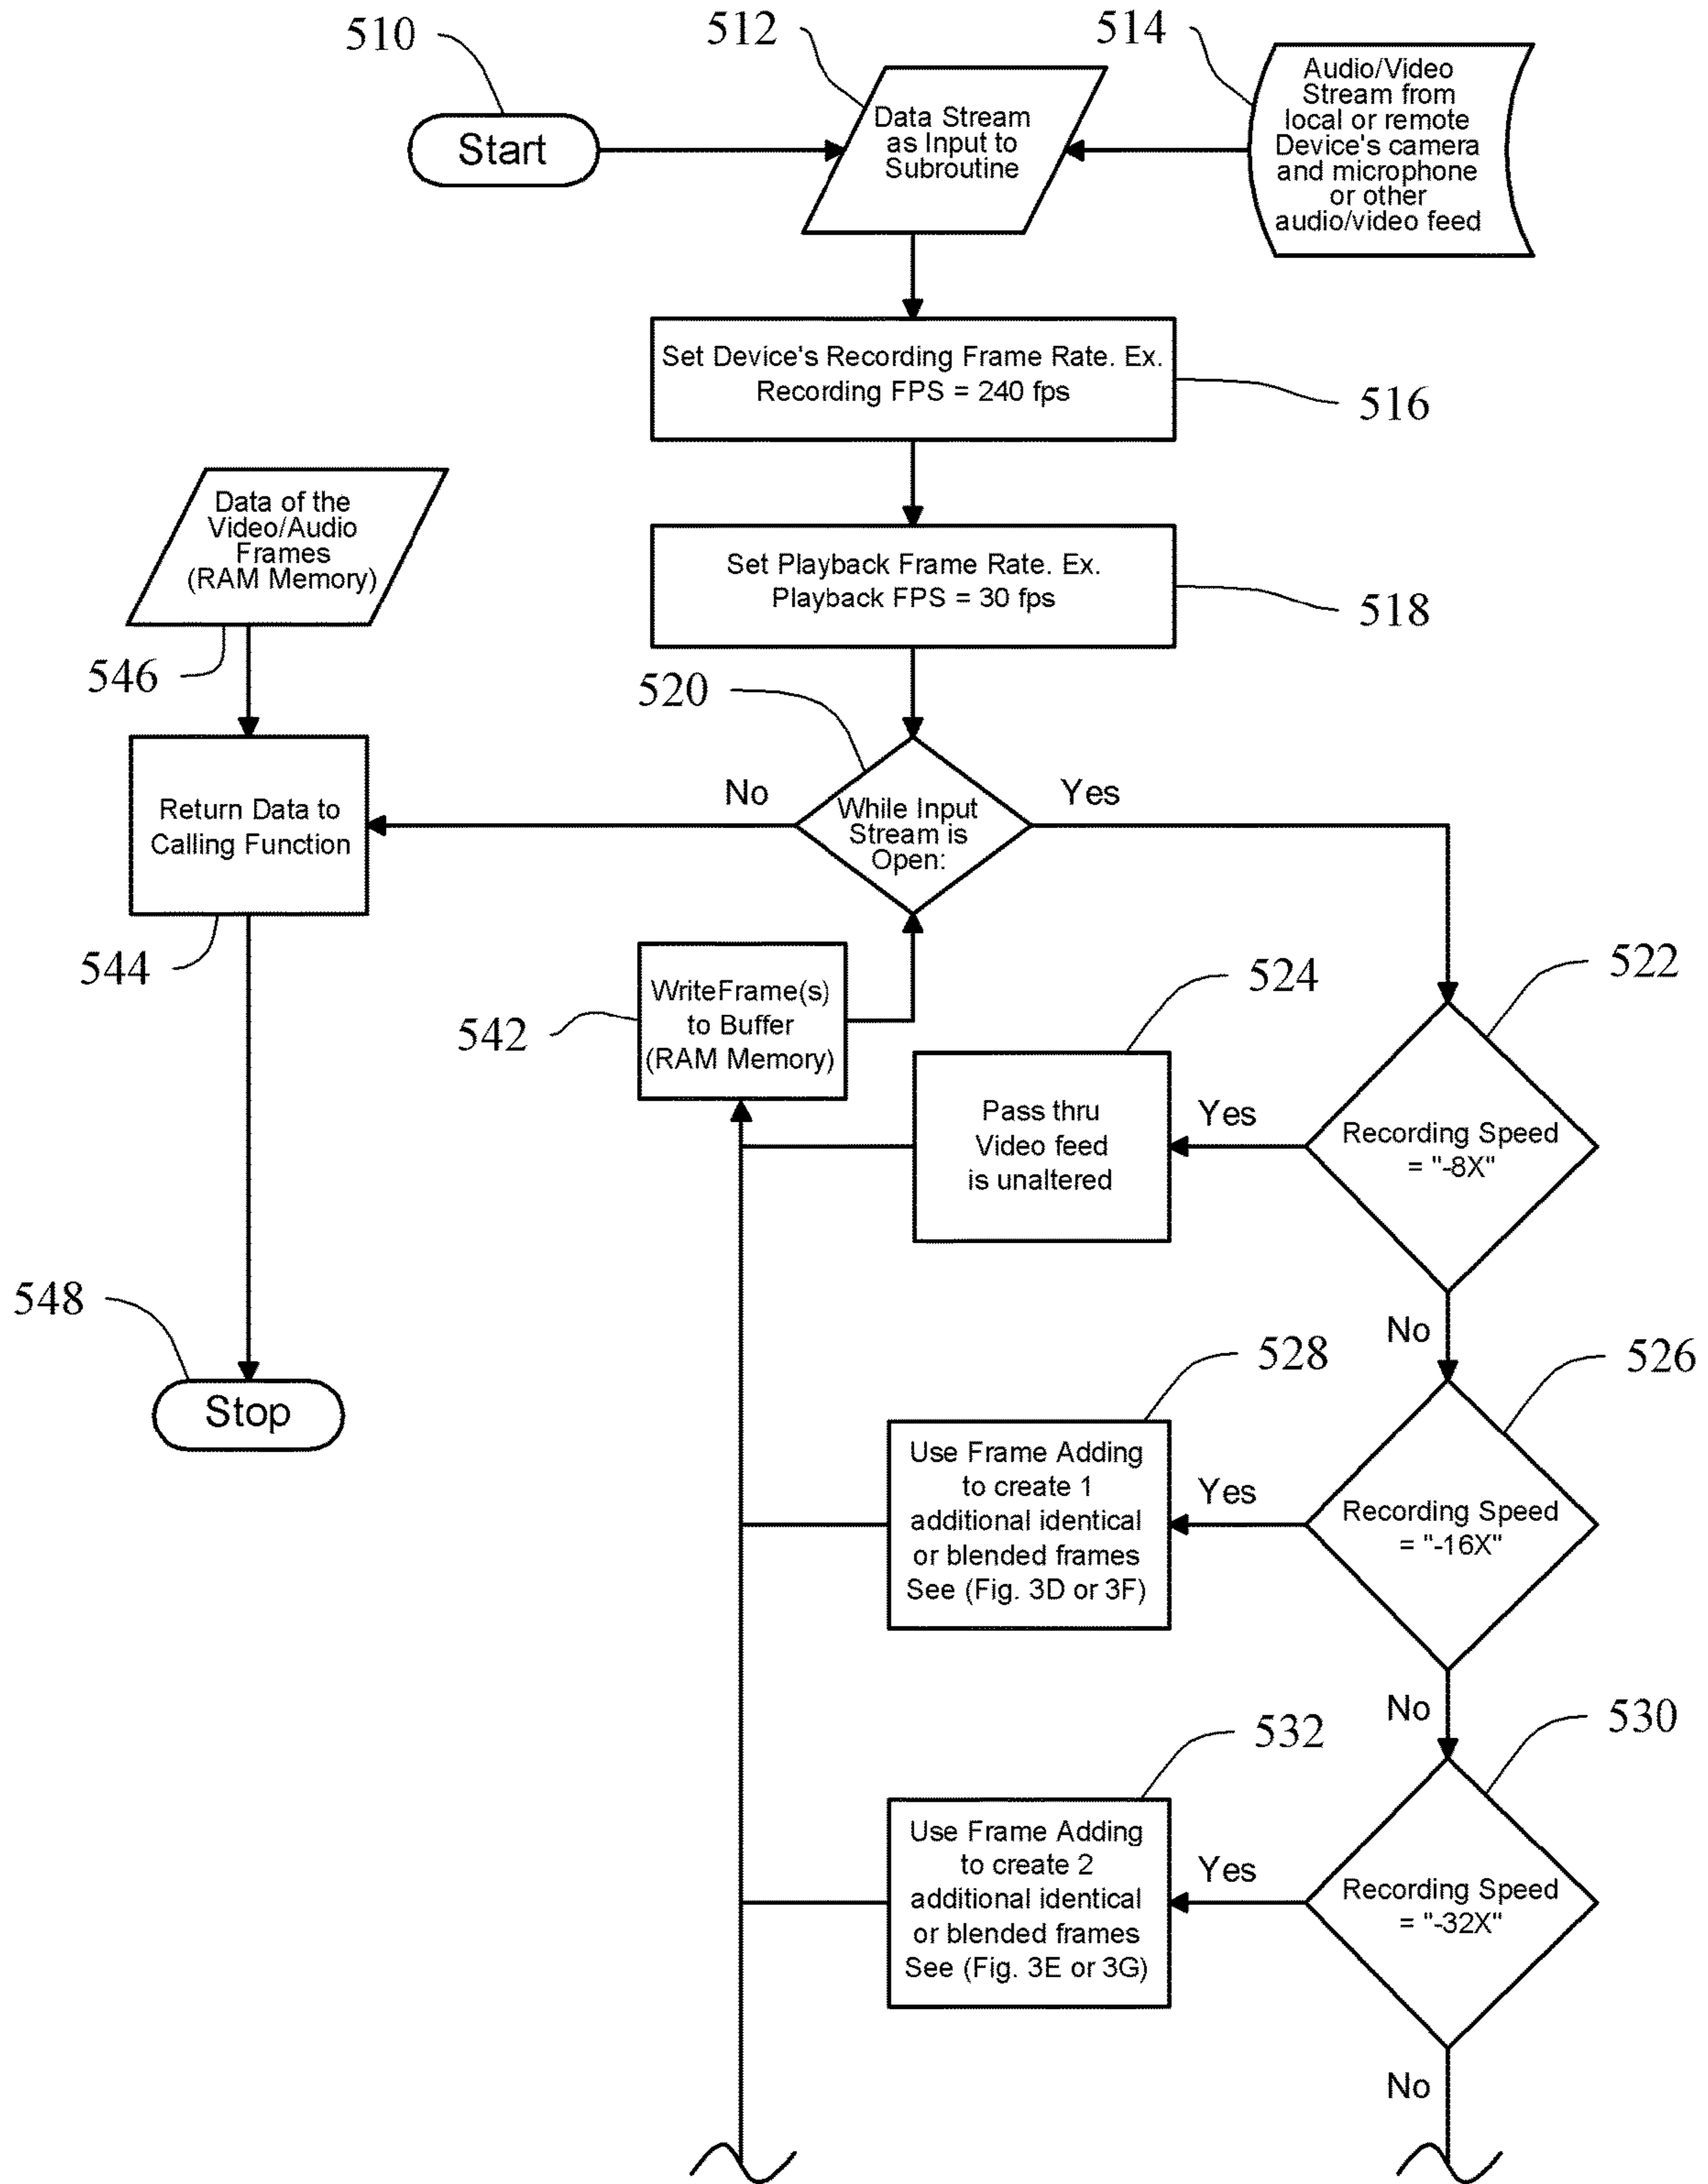 510
512
514
Start
Data Stream
as Input to
Subroutine
Audio/Video
Stream from
local or remote
Device's camera
and microphone
or other
audio/video feed
Set Device's Recording Frame Rate. Ex.
Recording FPS = 240 fps
516
Data of the
Video/Audio
Frames
(RAM Memory)
546
Set Playback Frame Rate. Ex.
Playback FPS = 30 fps
518
520
No
Yes
While Input
Stream is
Open:
Return Data to
Calling Function
544
WriteFrame(s)
to Buffer
(RAM Memory)
542
524
522
Pass thru
Video feed
is unaltered
Yes
Recording Speed
= "-8X"
No
548
Stop
528
526
Use Frame Adding
to create 1
additional identical
or blended frames
See (Fig. 3D or 3F)
Yes
Recording Speed
= "-16X"
No
532
530
Use Frame Adding
to create 2
additional identical
or blended frames
See (Fig. 3E or 3G)
Yes
Recording Speed
= "-32X"
No